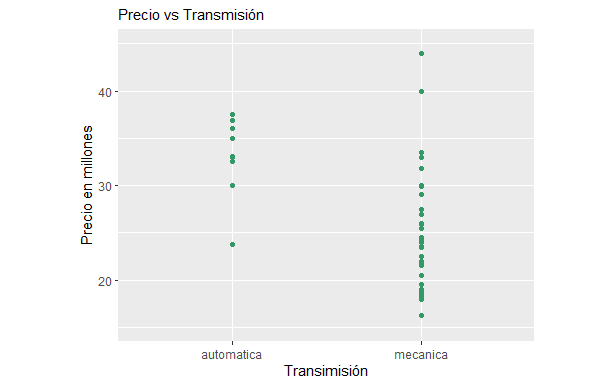 Precio vs Transmisión
Precio en millones
40
30
20
automatica
mecanica
Transimisión